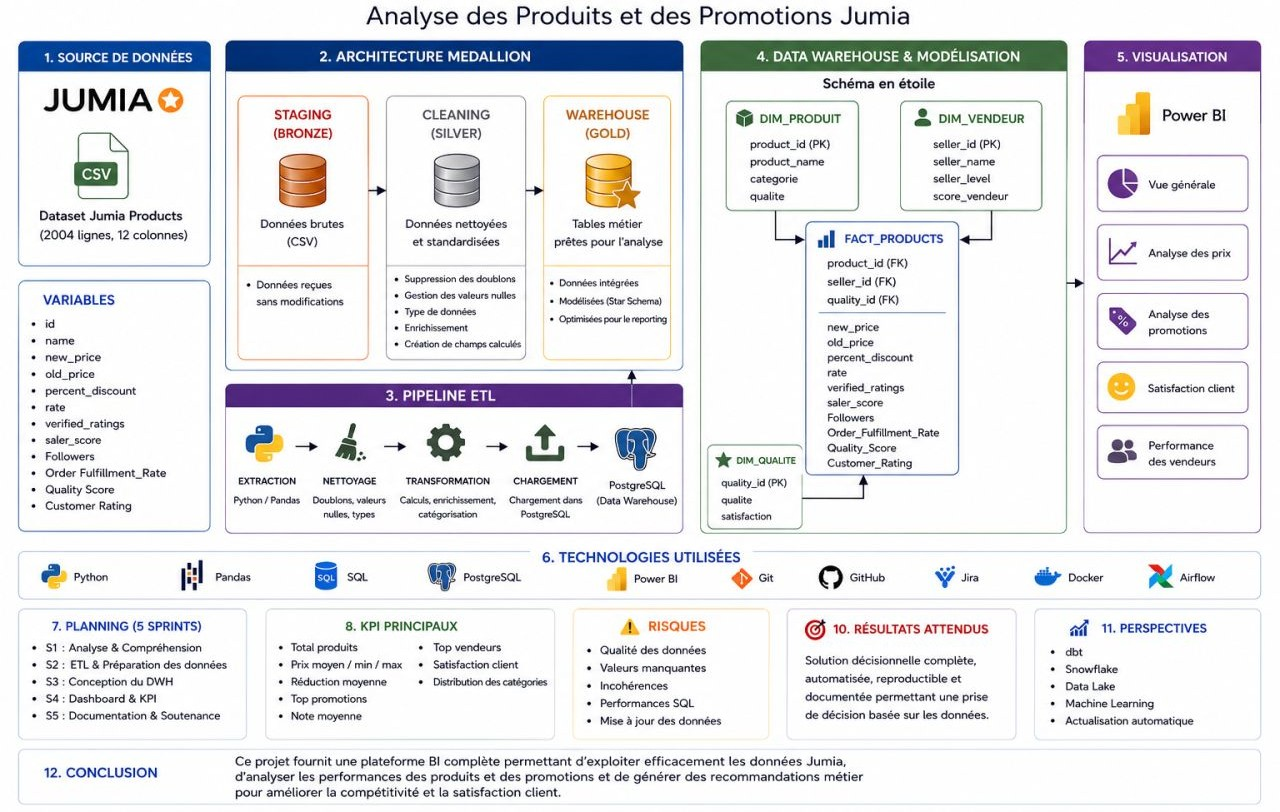 Analyse des Produits et des Promotions Jumia
1. SOURCE DE DONNÉES
JUMIA
CSV
Dataset Jumia Products
(2004 lignes, 12 colonnes)
VARIABLES
• id
• name
• new_price
• old_price
• percent_discount
• rate
• verified_ratings
• saler_score
• Followers
• Order Fulfillment_Rate
• Quality Score
• Customer Rating
2. ARCHITECTURE MEDALLION
STAGING
(BRONZE)
Données brutes
(CSV)
• Données reçues
sans modifications
CLEANING
(SILVER)
Données nettoyées
et standardisées
• Suppression des doublons
• Gestion des valeurs nulles
• Type de données
• Enrichissement
• Création de champs calculés
WAREHOUSE
(GOLD)
Tables métier
prêtes pour l'analyse
• Données intégrées
• Modélisées (Star Schema)
• Optimisées pour le reporting
3. PIPELINE ETL
EXTRACTION
Python / Pandas
NETTOYAGE
Doublons, valeurs
nulles, types
TRANSFORMATION
Calculs, enrichissement,
catégorisation
CHARGEMENT
Chargement dans
PostgreSQL
PostgreSQL
(Data Warehouse)
4. DATA WAREHOUSE & MODÉLISATION
Schéma en étoile
DIM_PRODUIT
product_id (PK)
product_name
categorie
qualite
DIM_VENDEUR
seller_id (PK)
seller_name
seller_level
score_vendeur
FACT_PRODUCTS
product_id (FK)
seller_id (FK)
quality_id (FK)
new_price
old_price
percent_discount
rate
verified_ratings
saler_score
Followers
Order_Fulfillment_Rate
Quality_Score
Customer_Rating
DIM_QUALITE
quality_id (PK)
qualite
satisfaction
5. VISUALISATION
Power BI
Vue générale
Analyse des prix
%
Analyse des
promotions
Satisfaction client
Performance
des vendeurs
6. TECHNOLOGIES UTILISÉES
Python
Pandas
SQL
SQL
PostgreSQL
Power BI
Git
GitHub
Jira
Docker
Airflow
7. PLANNING (5 SPRINTS)
• S1 : Analyse & Compréhension
• S2 : ETL & Préparation des données
• S3 : Conception du DWH
• S4 : Dashboard & KPI
• S5 : Documentation & Soutenance
8. KPI PRINCIPAUX
• Total produits
• Prix moyen / min / max
• Réduction moyenne
• Top promotions
• Note moyenne
• Top vendeurs
• Satisfaction client
• Distribution des catégories
RISQUES
• Qualité des données
• Valeurs manquantes
• Incohérences
• Performances SQL
• Mise à jour des données
10. RÉSULTATS ATTENDUS
Solution décisionnelle complète,
automatisée, reproductible et
documentée permettant une prise
de décision basée sur les données.
11. PERSPECTIVES
• dbt
• Snowflake
• Data Lake
• Machine Learning
• Actualisation automatique
12. CONCLUSION
Ce projet fournit une plateforme BI complète permettant d'exploiter efficacement les données Jumia,
d'analyser les performances des produits et des promotions et de générer des recommandations métier
pour améliorer la compétitivité et la satisfaction client.